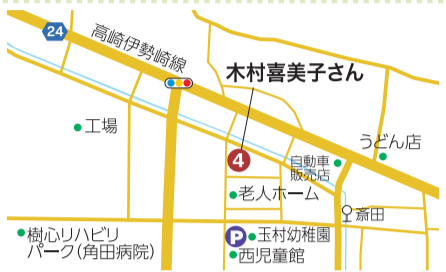 24
高崎伊勢崎線
木村喜美子さん
工場
うどん店
4
自動車
販売店
老人ホーム
斎田
樹心リハビリ
パーク(角田病院)
P
玉村幼稚園
西児童館